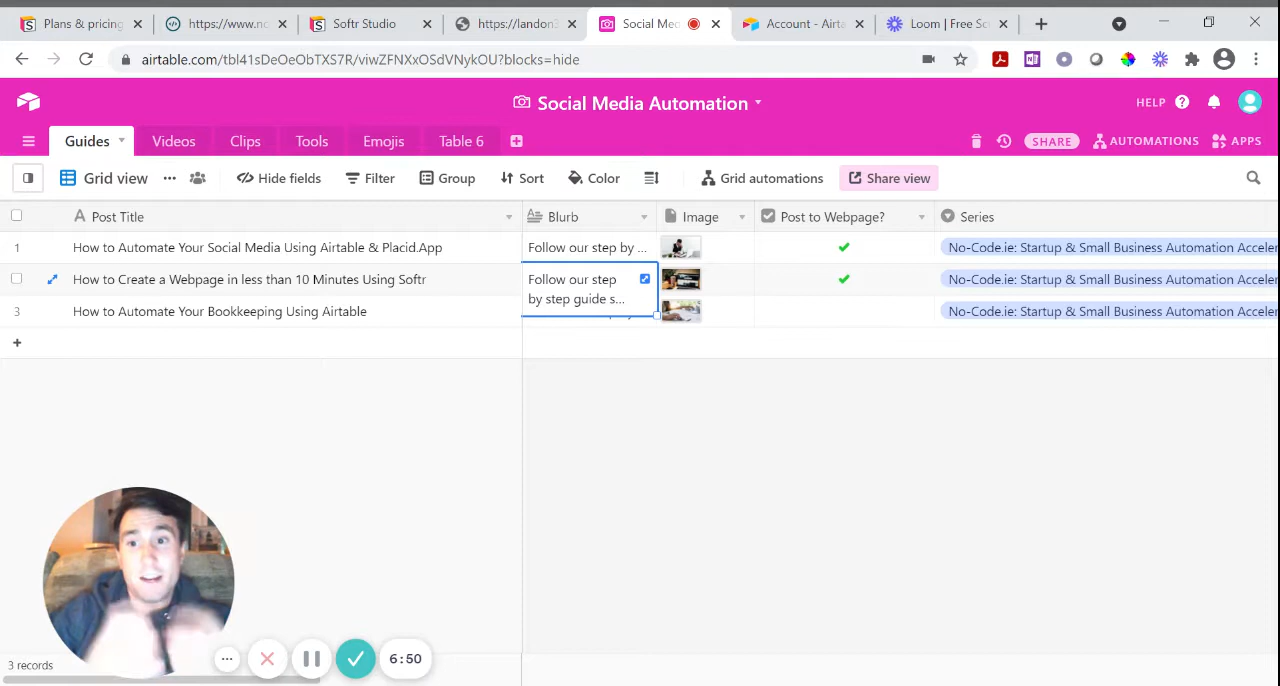 Plans & pricing
https://www.nc
Softr Studio
https://landon3
Social Me
Account - Airta
Loom | Free Sc
airtable.com/tbl41sDeOeObTXS7R/viwZFNXxOSdVNykOU?blocks=hide
Social Media Automation
HELP
Guides
Videos
Clips
Tools
Emojis
Table 6
SHARE
AUTOMATIONS
APPS
Grid view
Hide fields
Filter
Group
Sort
Color
Grid automations
Share view
Post Title
Blurb
Image
Post to Webpage?
Series
1 How to Automate Your Social Media Using Airtable & Placid.App Follow our step by ... No-Code.ie: Startup & Small Business Automation Acceler
How to Create a Webpage in less than 10 Minutes Using Softr Follow our step No-Code.ie: Startup & Small Business Automation Acceler
by step guide s...
3 How to Automate Your Bookkeeping Using Airtable No-Code.ie: Startup & Small Business Automation Acceler
6:50
3 records